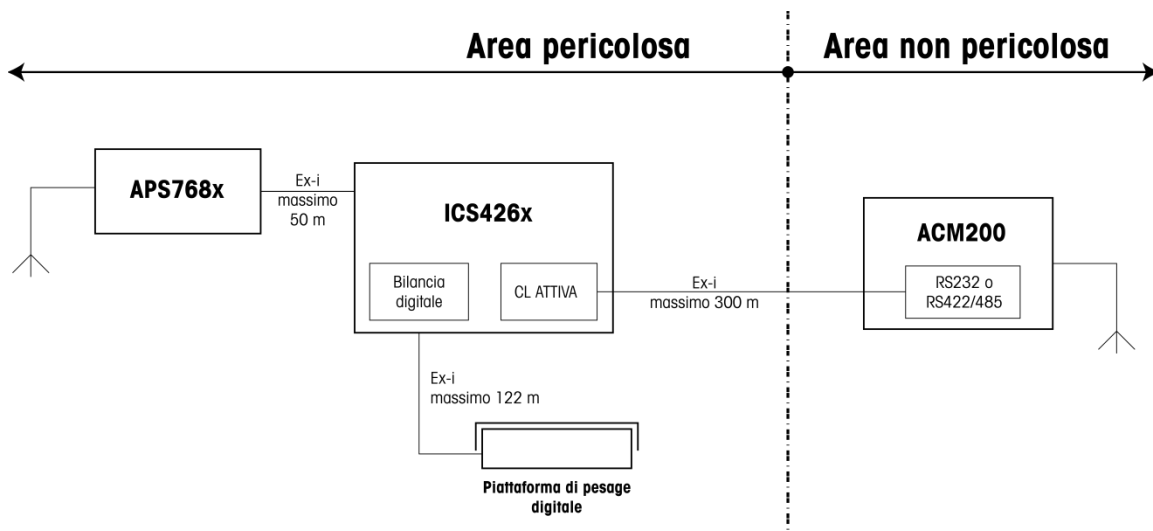 Area pericolosa
Area non pericolosa
APS768x
Ex-i
massimo
50 m
ICS426x
Bilancia
digitale
CL ATTIVA
Ex-i
massimo 300 m
ACM200
RS232 o
RS422/485
Ex-i
massimo 122 m
Piattaforma di pesage
digitale